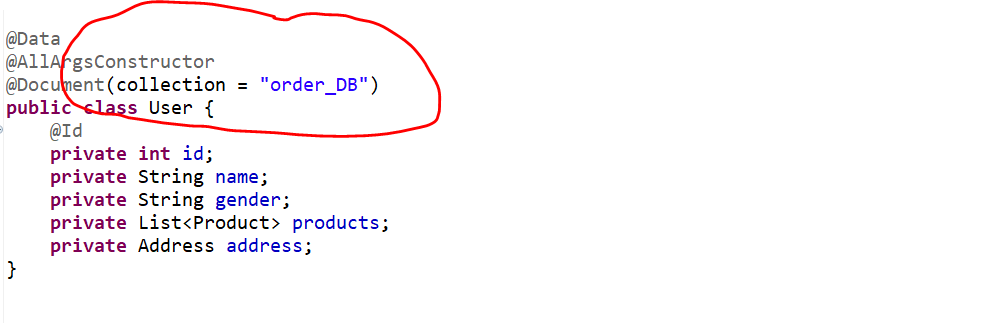 @Data
@AllArgsConstructor
@Document(collection = "order_DB")
public class User {
    @Id
    private int id;
    private String name;
    private String gender;
    private List<Product> products;
    private Address address;
}